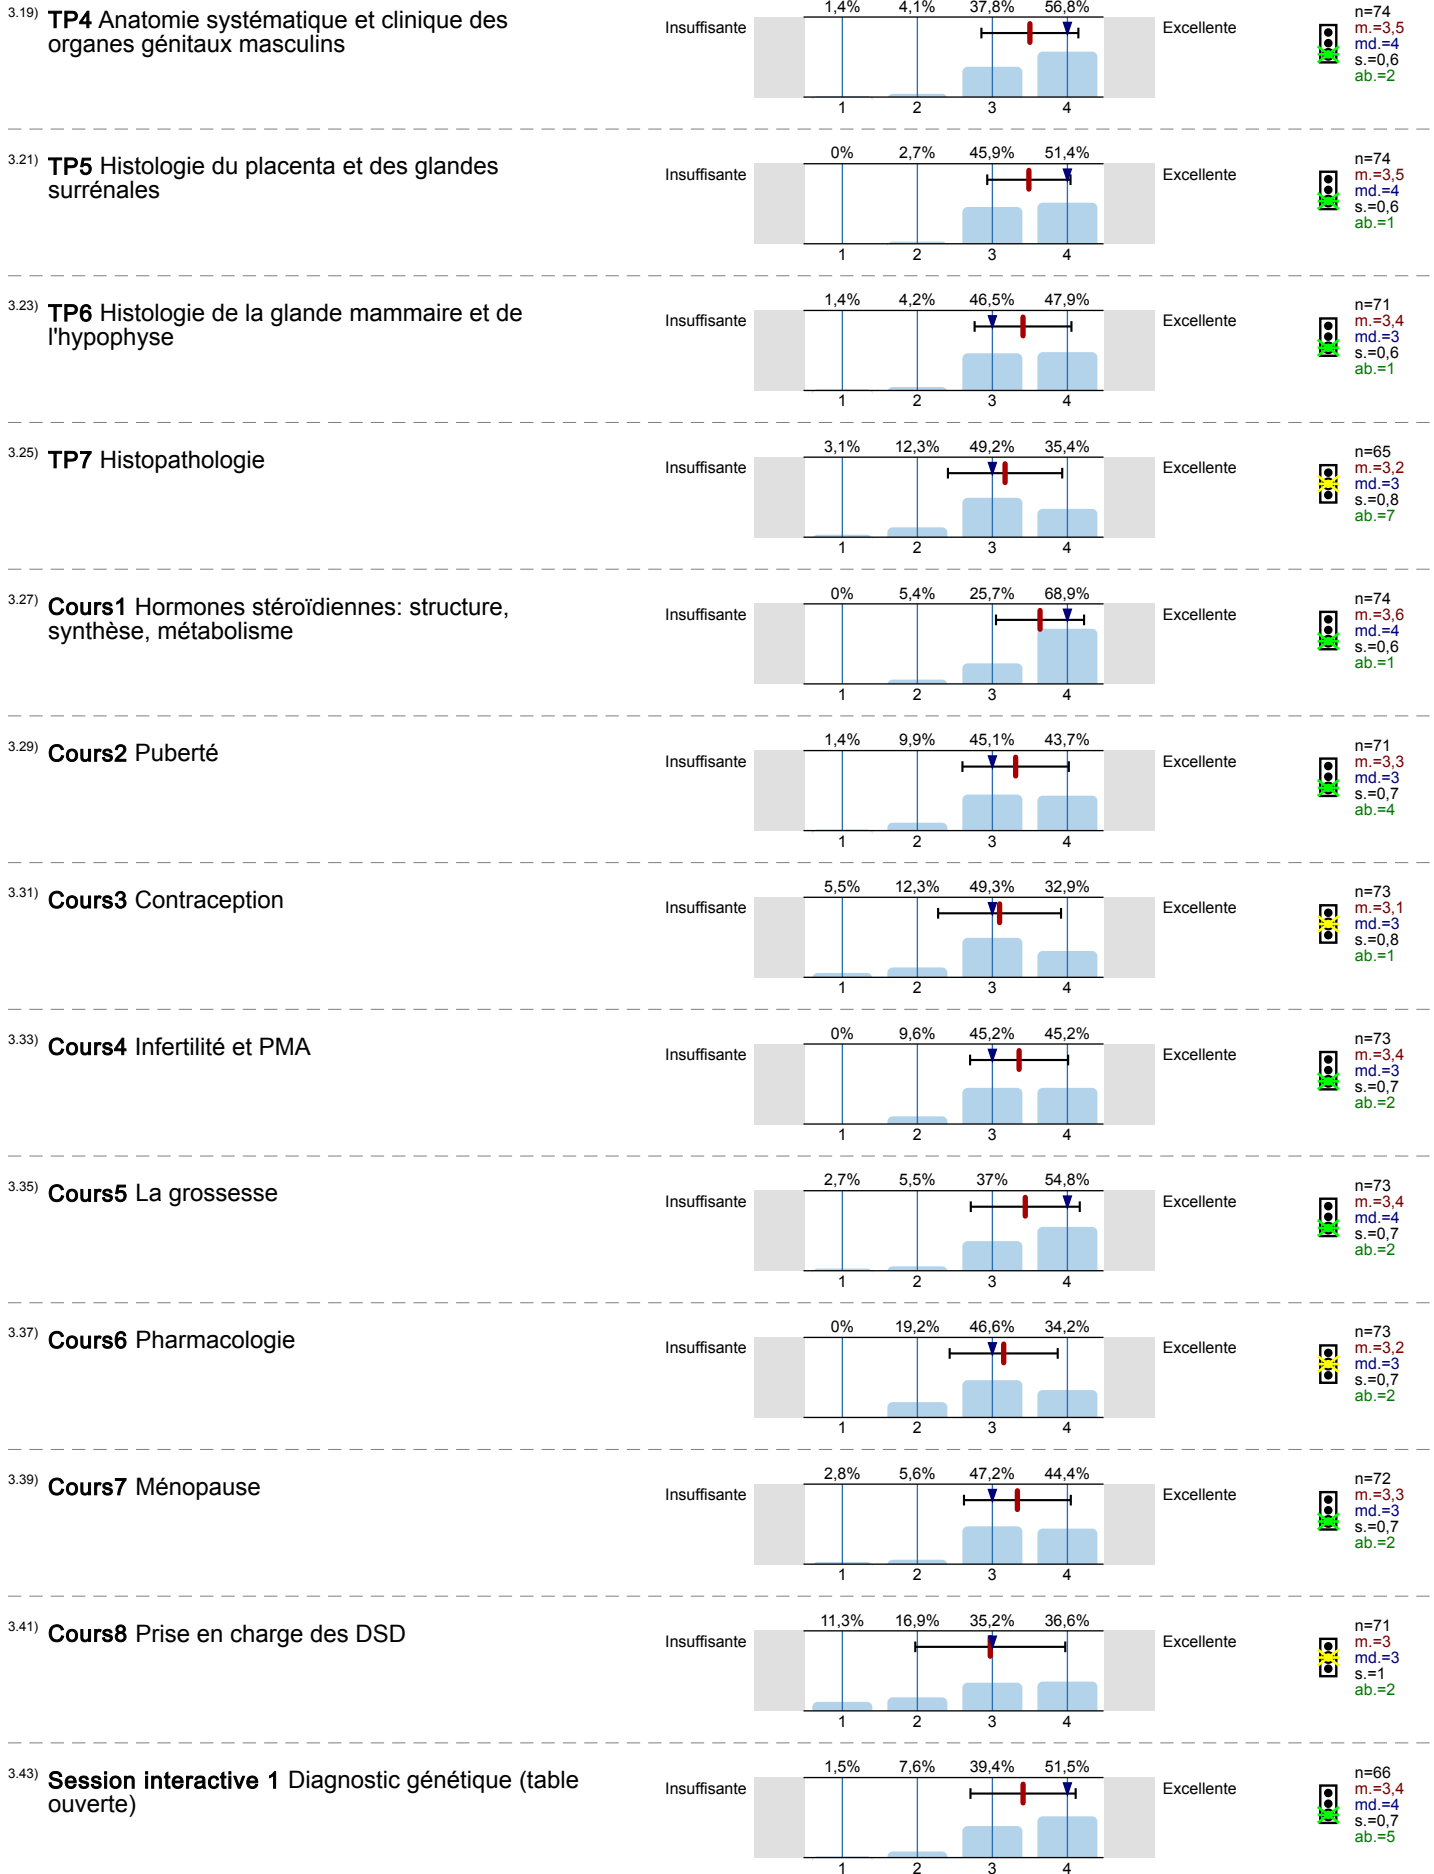 3.19) TP4 Anatomie systématique et clinique des
organes génitaux masculins
Insuffisante
1,4% 4,1% 37,8% 56,8%
1 2 3 4
Excellente
n=74
m.=3,5
md.=4
s.=0,6
ab.=2
3.21) TP5 Histologie du placenta et des glandes
surrénales
Insuffisante
0% 2,7% 45,9% 51,4%
1 2 3 4
Excellente
n=74
m.=3,5
md.=4
s.=0,6
ab.=1
3.23) TP6 Histologie de la glande mammaire et de
l'hypophyse
Insuffisante
1,4% 4,2% 46,5% 47,9%
1 2 3 4
Excellente
n=71
m.=3,4
md.=3
s.=0,6
ab.=1
3.25) TP7 Histopathologie
Insuffisante
3,1% 12,3% 49,2% 35,4%
1 2 3 4
Excellente
n=65
m.=3,2
md.=3
s.=0,8
ab.=7
3.27) Cours1 Hormones stéroïdiennes: structure,
synthèse, métabolisme
Insuffisante
0% 5,4% 25,7% 68,9%
1 2 3 4
Excellente
n=74
m.=3,6
md.=4
s.=0,6
ab.=1
3.29) Cours2 Puberté
Insuffisante
1,4% 9,9% 45,1% 43,7%
1 2 3 4
Excellente
n=71
m.=3,3
md.=3
s.=0,7
ab.=4
3.31) Cours3 Contraception
Insuffisante
5,5% 12,3% 49,3% 32,9%
1 2 3 4
Excellente
n=73
m.=3,1
md.=3
s.=0,8
ab.=1
3.33) Cours4 Infertilité et PMA
Insuffisante
0% 9,6% 45,2% 45,2%
1 2 3 4
Excellente
n=73
m.=3,4
md.=3
s.=0,7
ab.=2
3.35) Cours5 La grossesse
Insuffisante
2,7% 5,5% 37% 54,8%
1 2 3 4
Excellente
n=73
m.=3,4
md.=4
s.=0,7
ab.=2
3.37) Cours6 Pharmacologie
Insuffisante
0% 19,2% 46,6% 34,2%
1 2 3 4
Excellente
n=73
m.=3,2
md.=3
s.=0,7
ab.=2
3.39) Cours7 Ménopause
Insuffisante
2,8% 5,6% 47,2% 44,4%
1 2 3 4
Excellente
n=72
m.=3,3
md.=3
s.=0,7
ab.=2
3.41) Cours8 Prise en charge des DSD
Insuffisante
11,3% 16,9% 35,2% 36,6%
1 2 3 4
Excellente
n=71
m.=3
md.=3
s.=1
ab.=2
3.43) Session interactive 1 Diagnostic génétique (table
ouverte)
Insuffisante
1,5% 7,6% 39,4% 51,5%
1 2 3 4
Excellente
n=66
m.=3,4
md.=4
s.=0,7
ab.=5